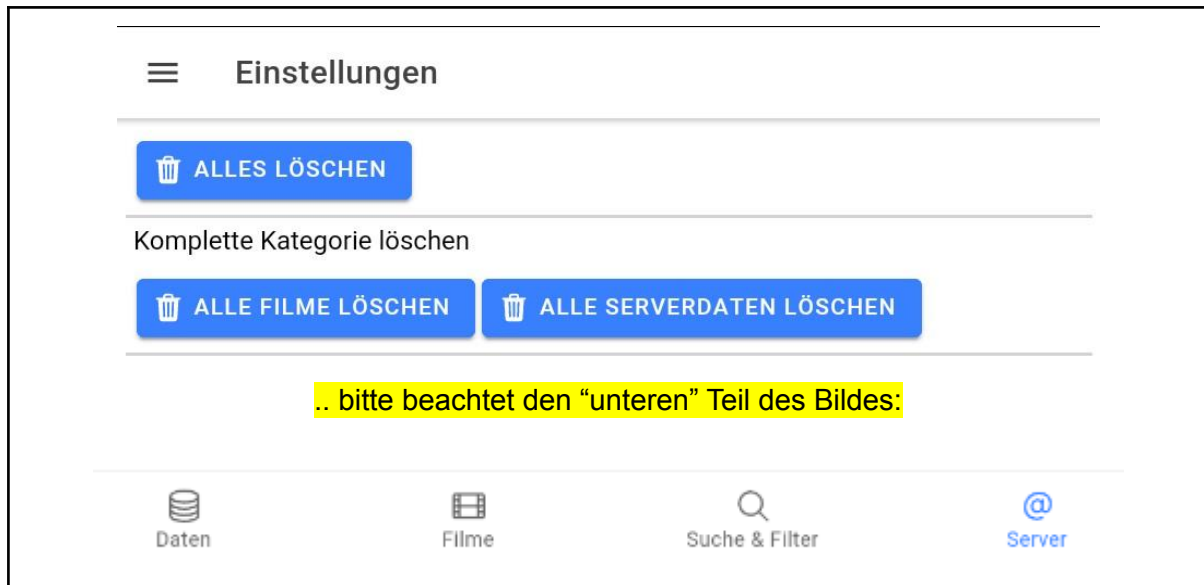 Einstellungen
ALLES LÖSCHEN
Komplette Kategorie löschen
ALLE FILME LÖSCHEN ALLE SERVERDATEN LÖSCHEN
.. bitte beachtet den “unteren” Teil des Bildes:
Daten Filme Suche & Filter @ Server